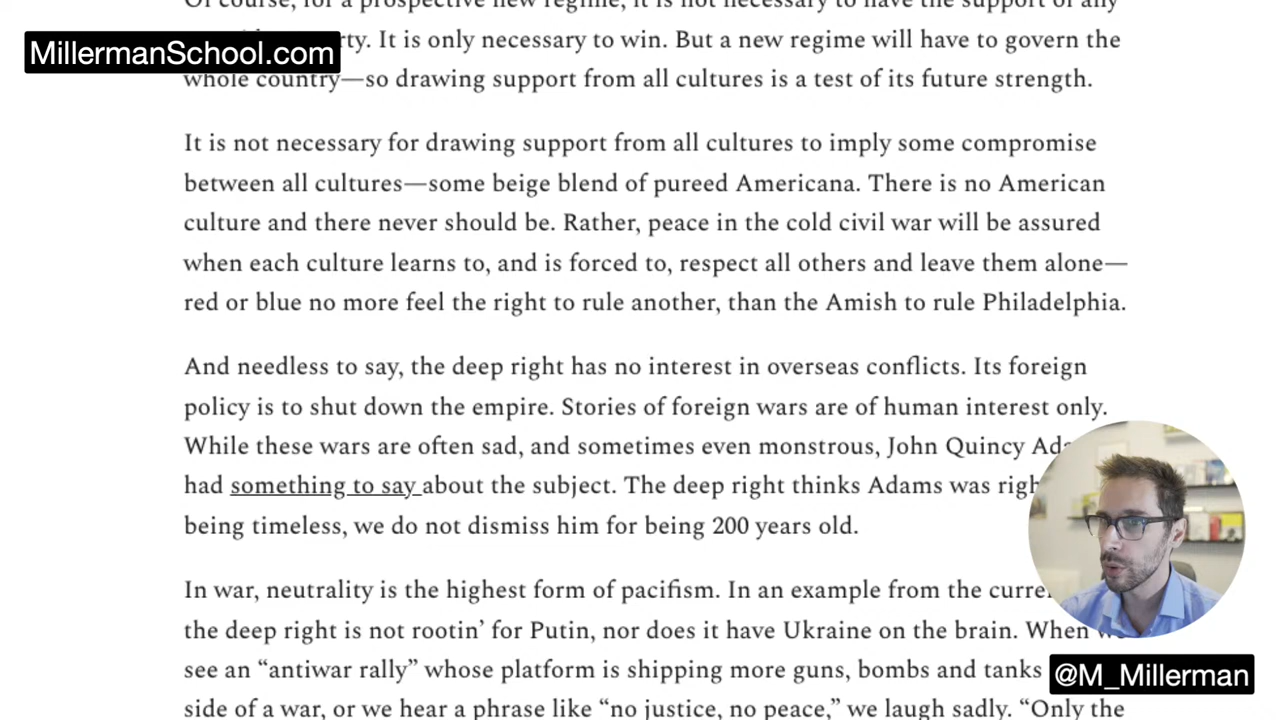 Of course, for a prospective new regime, it is not necessary to have the support of any
MillermanSchool.com
rty. It is only necessary to win. But a new regime will have to govern the
whole country—so drawing support from all cultures is a test of its future strength.
It is not necessary for drawing support from all cultures to imply some compromise
between all cultures—some beige blend of pureed Americana. There is no American
culture and there never should be. Rather, peace in the cold civil war will be assured
when each culture learns to, and is forced to, respect all others and leave them alone—
red or blue no more feel the right to rule another, than the Amish to rule Philadelphia.
And needless to say, the deep right has no interest in overseas conflicts. Its foreign
policy is to shut down the empire. Stories of foreign wars are of human interest only.
While these wars are often sad, and sometimes even monstrous, John Quincy
had something to say about the subject. The deep right thinks Adams was
being timeless, we do not dismiss him for being 200 years old.
In war, neutrality is the highest form of pacifism. In an example from the
the deep right is not rootin’ for Putin, nor does it have Ukraine on the brain. When
see an “antiwar rally” whose platform is shipping more guns, bombs and tanks
@M_Millerman
side of a war, or we hear a phrase like “no justice, no peace,” we laugh sadly. “Only the